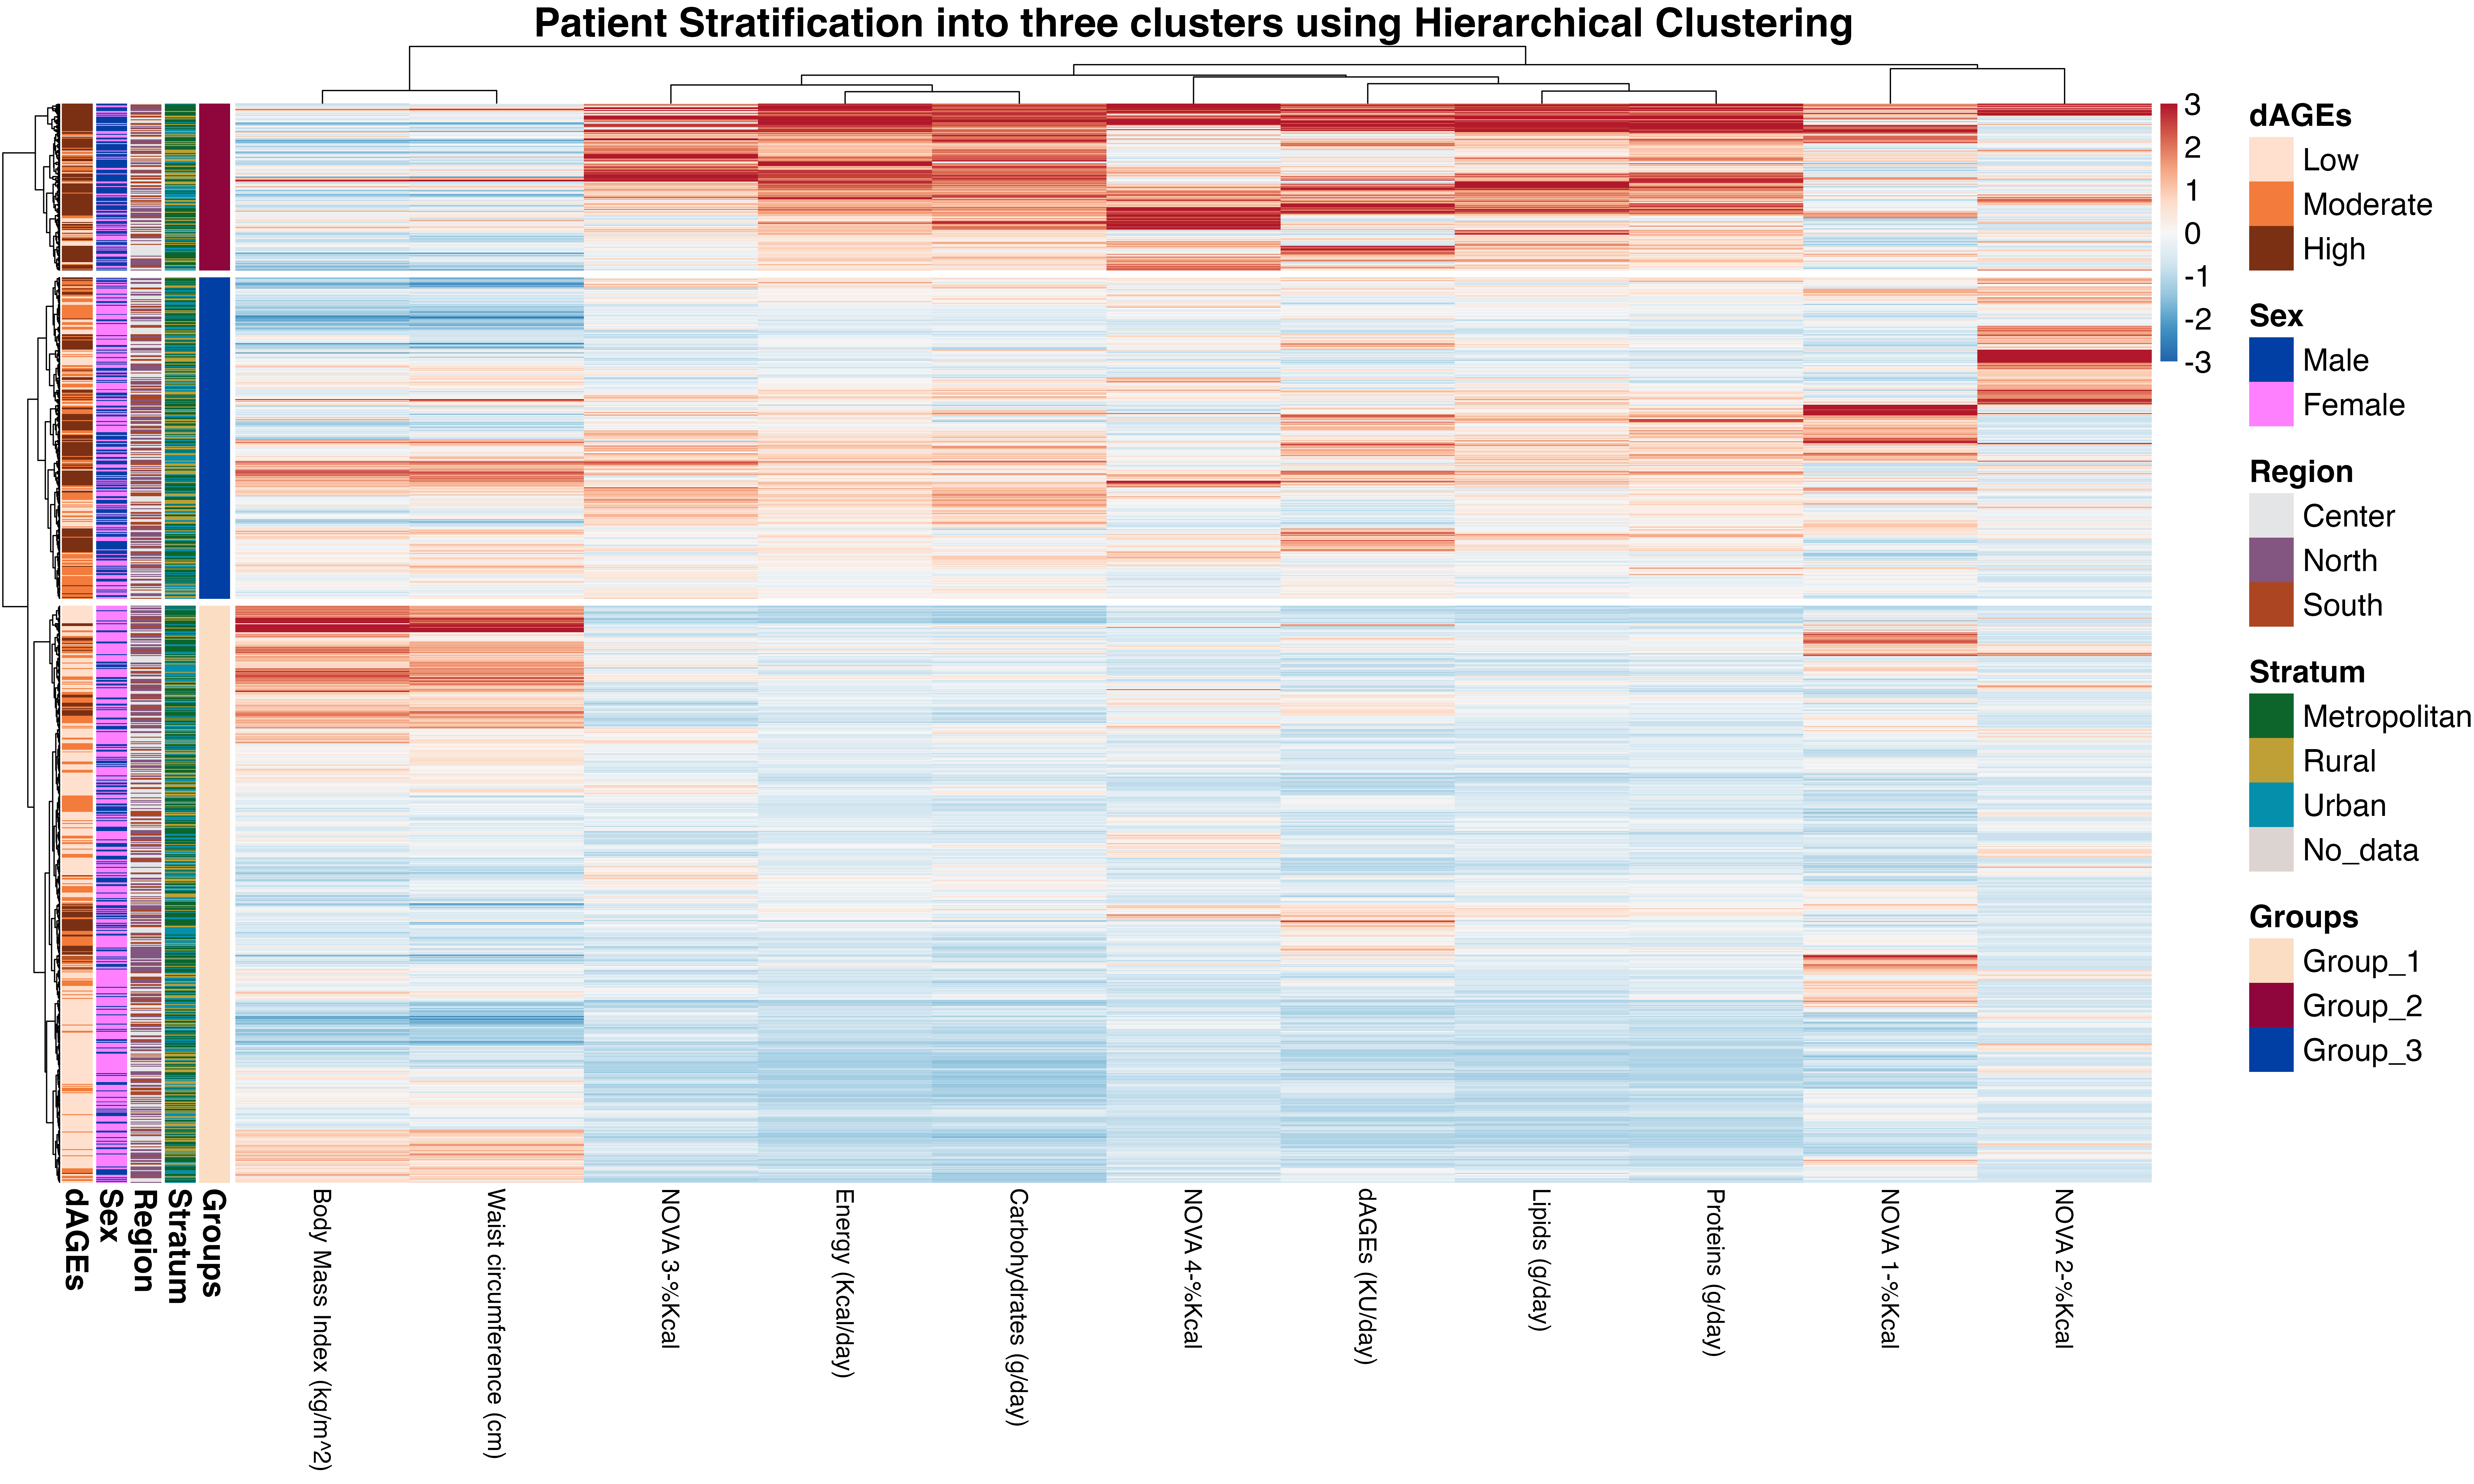 Patient Stratification into three clusters using Hierarchical Clustering
3
2
1
0
-1
-2
-3
dAGEs
Low
Moderate
High
Sex
Male
Female
Region
Center
North
South
Stratum
Metropolitan
Rural
Urban
No_data
Groups
Group_1
Group_2
Group_3
dAGEs
Sex
Region
Stratum
Groups
Body Mass Index (kg/m^2)
Waist circumference (cm)
NOVA 3-%Kcal
Energy (Kcal/day)
Carbohydrates (g/day)
NOVA 4-%Kcal
dAGEs (KU/day)
Lipids (g/day)
Proteins (g/day)
NOVA 1-%Kcal
NOVA 2-%Kcal